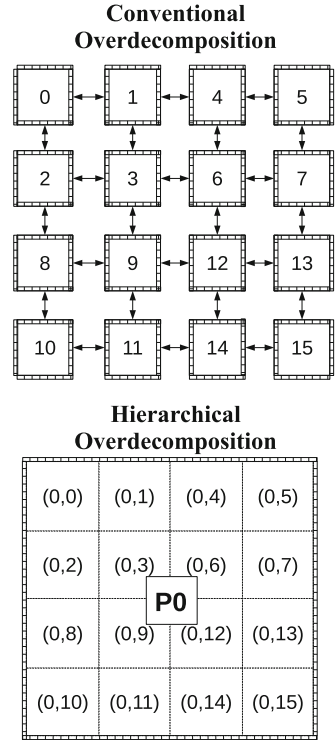 Conventional
Overdecomposition
0 1 4 5
2 3 6 7
8 9 12 13
10 11 14 15
Hierarchical
Overdecomposition
(0,0) (0,1) (0,4) (0,5)
(0,2) (0,3) (0,6) (0,7)
P0
(0,8) (0,9) (0,12) (0,13)
(0,10) (0,11) (0,14) (0,15)